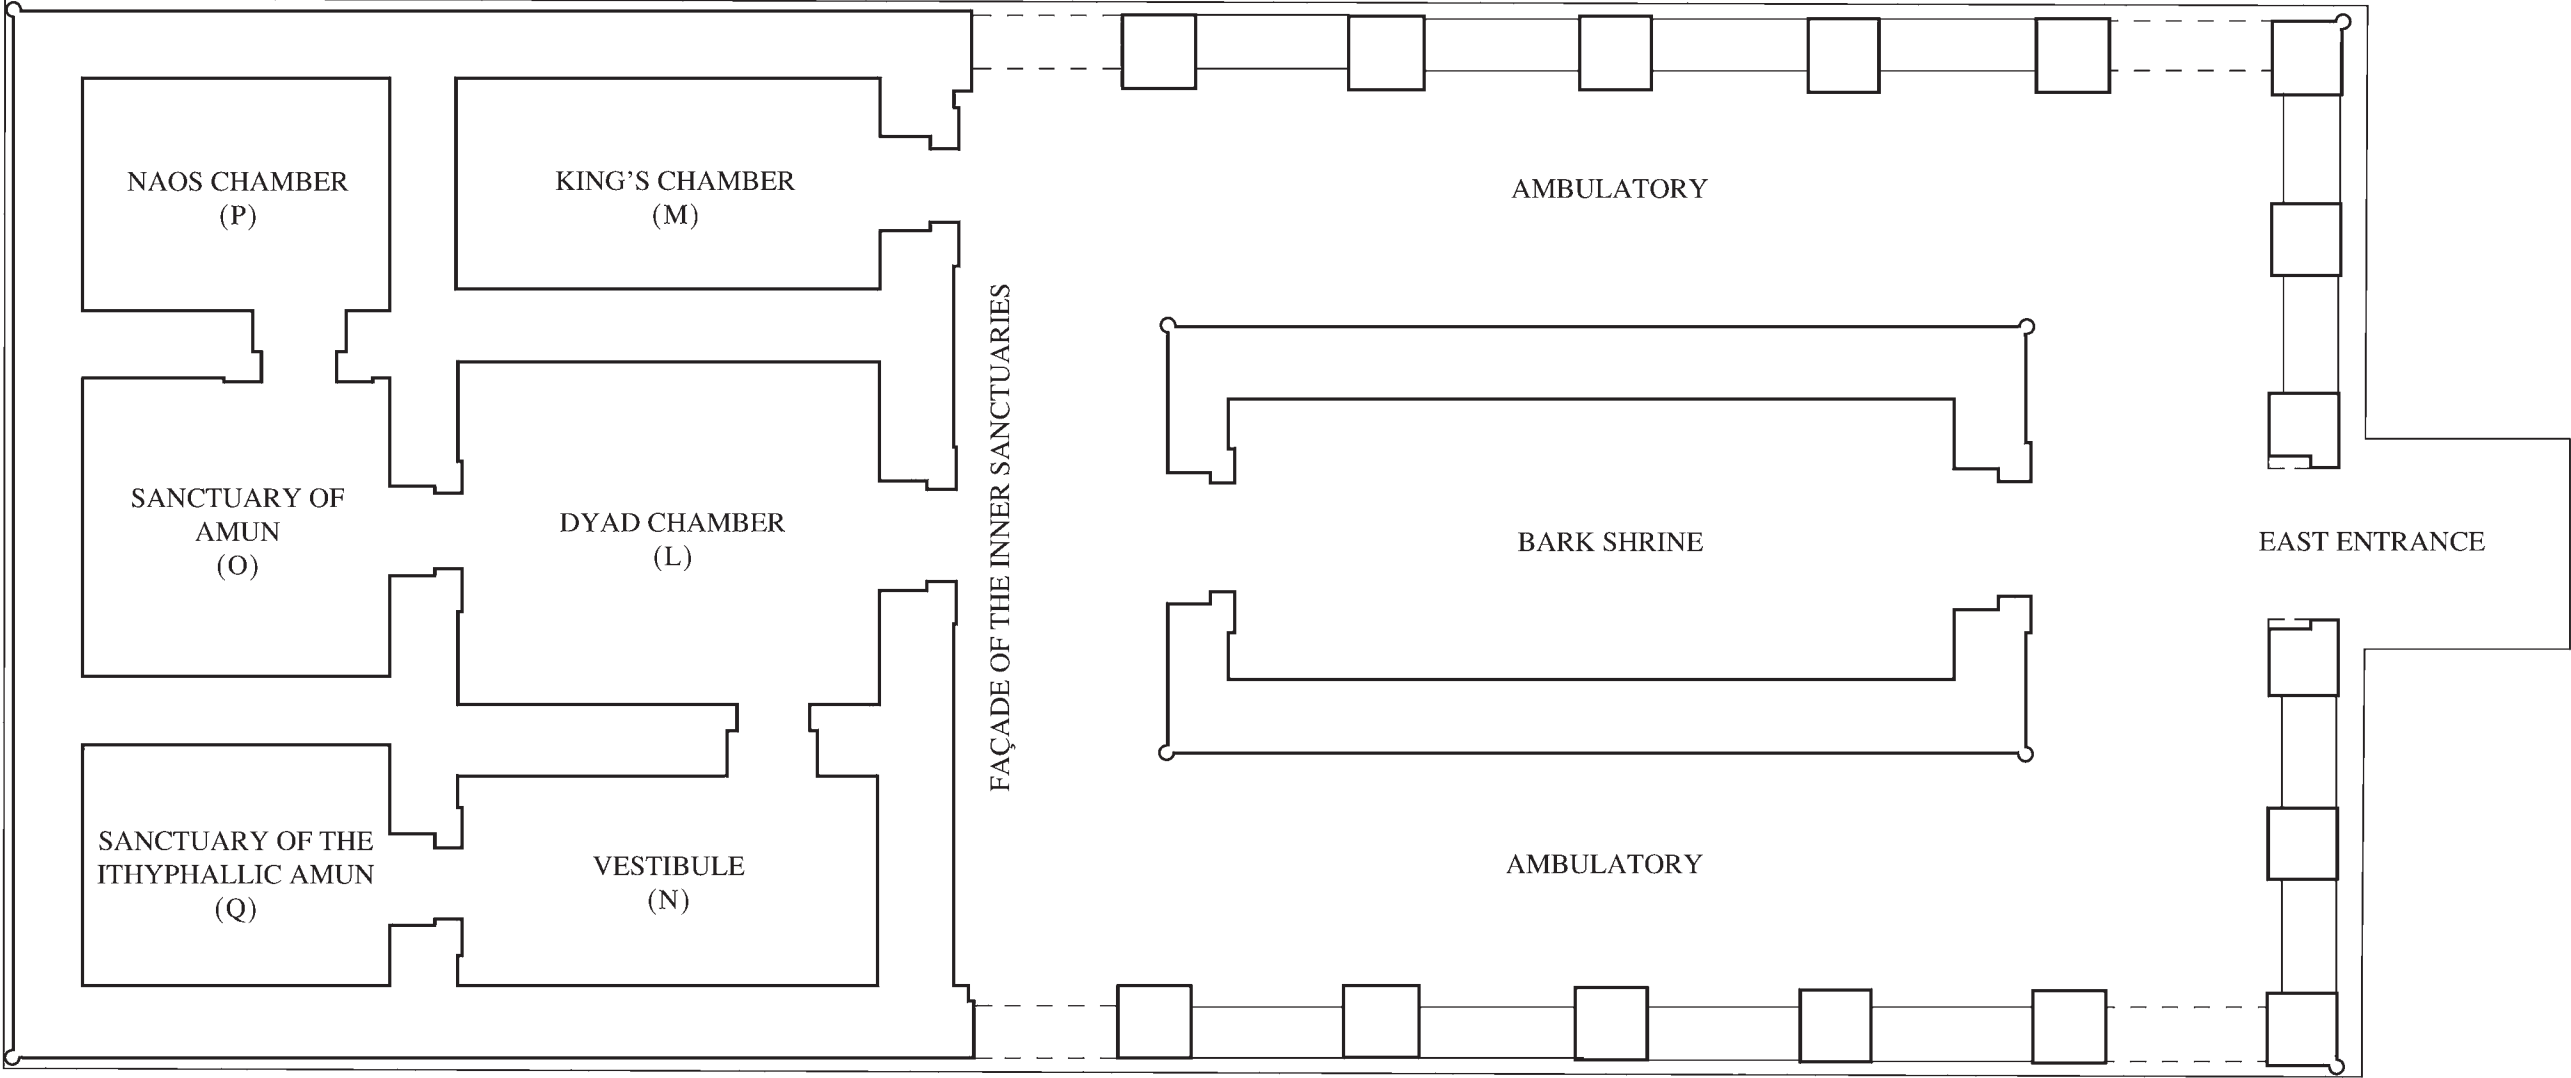 NAOS CHAMBER
(P)
KING'S CHAMBER
(M)
AMBULATORY
SANCTUARY OF
AMUN
(O)
DYAD CHAMBER
(L)
FAÇADE OF THE INNER SANCTUARIES
BARK SHRINE
EAST ENTRANCE
SANCTUARY OF THE
ITHYPHALLIC AMUN
(Q)
VESTIBULE
(N)
AMBULATORY